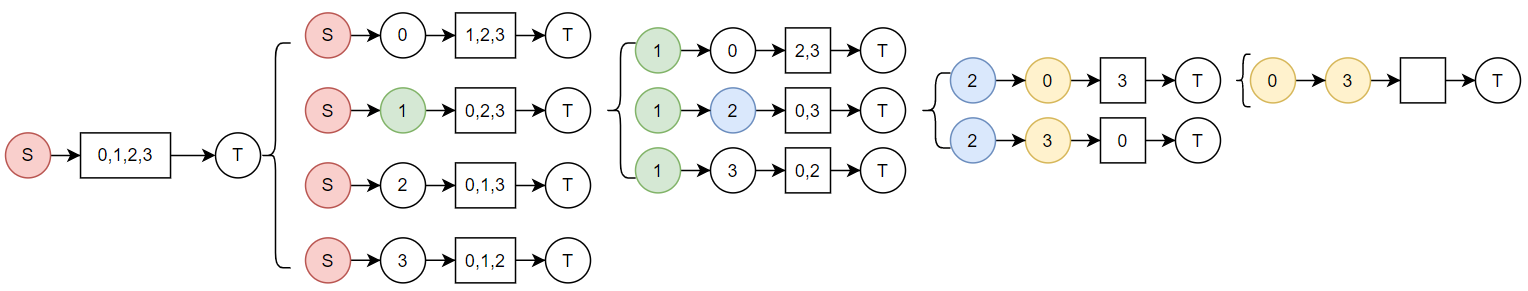 S 0,1,2,3 T
S 0 1,2,3 T
S 1 0,2,3 T
S 2 0,1,3 T
S 3 0,1,2 T
1 0 2,3 T
1 2 0,3 T
1 3 0,2 T
2 0 3 T
2 3 0 T
0 3 T